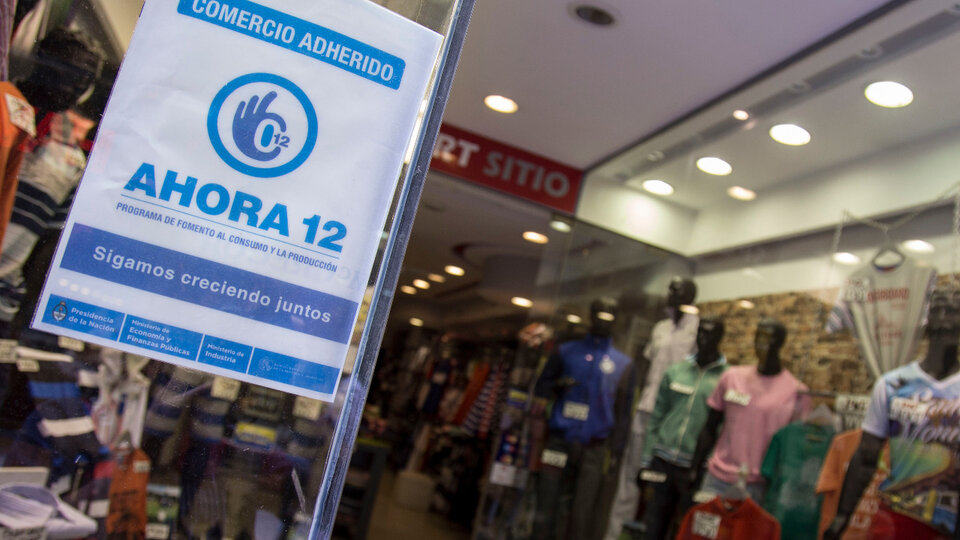 COMERCIO ADHERIDO
12
AHORA 12
PROGRAMA DE FOMENTO AL CONSUMO Y LA PRODUCCIÓN
Sigamos creciendo juntos
Presidencia
de la Nación
Ministerio de
Economía y
Finanzas Públicas
Ministerio de
Industria
RT SITIO